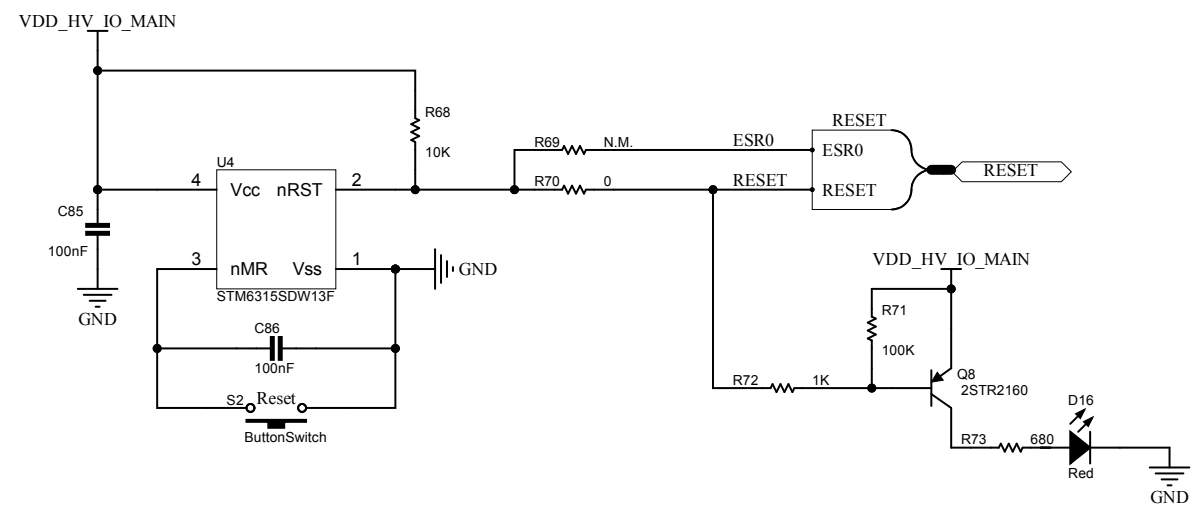 VDD_HV_IO_MAIN
R68
10K
R69 N.M. ESR0
RESET
ESR0
U4
4 Vcc nRST 2
R70 0 RESET
RESET
RESET
C85
100nF
GND
3 nMR Vss 1
GND
STM6315SDW13F
C86
100nF
S2 Reset
ButtonSwitch
VDD_HV_IO_MAIN
R71
100K
R72 1K
Q8
2STR2160
D16
R73 680
Red
GND